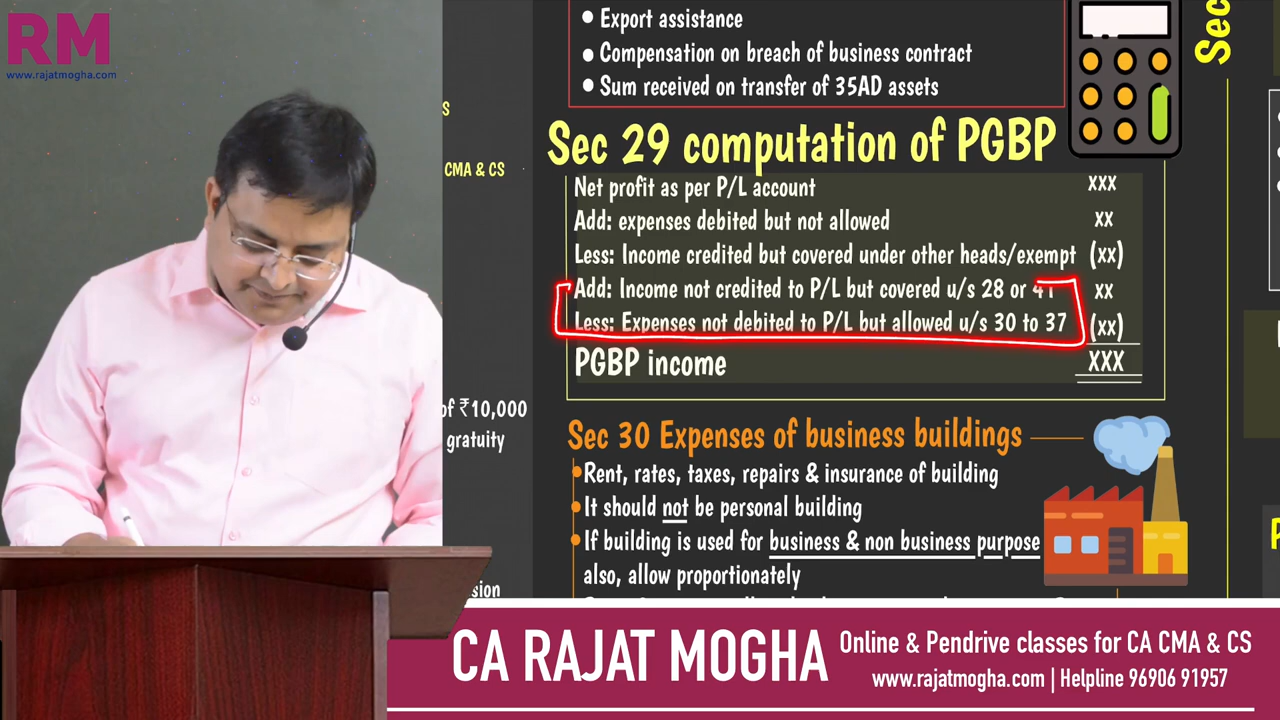 RM
www.rajatmogha.com
S
CMA & CS
of ₹10,000
gratuity
sion
• Export assistance
• Compensation on breach of business contract
• Sum received on transfer of 35AD assets
Sec
Sec 29 computation of PGBP
Net profit as per P/L account XXX
Add: expenses debited but not allowed XX
Less: Income credited but covered under other heads/exempt (xx)
Add: Income not credited to P/L but covered u/s 28 or 41 XX
Less: Expenses not debited to P/L but allowed u/s 30 to 37 (xx)
PGBP income XXX
Sec 30 Expenses of business buildings
• Rent, rates, taxes, repairs & insurance of building
• It should not be personal building
• If building is used for business & non business purpose
also, allow proportionately
P
CA RAJAT MOGHA
Online & Pendrive classes for CA CMA & CS
www.rajatmogha.com | Helpline 96906 91957